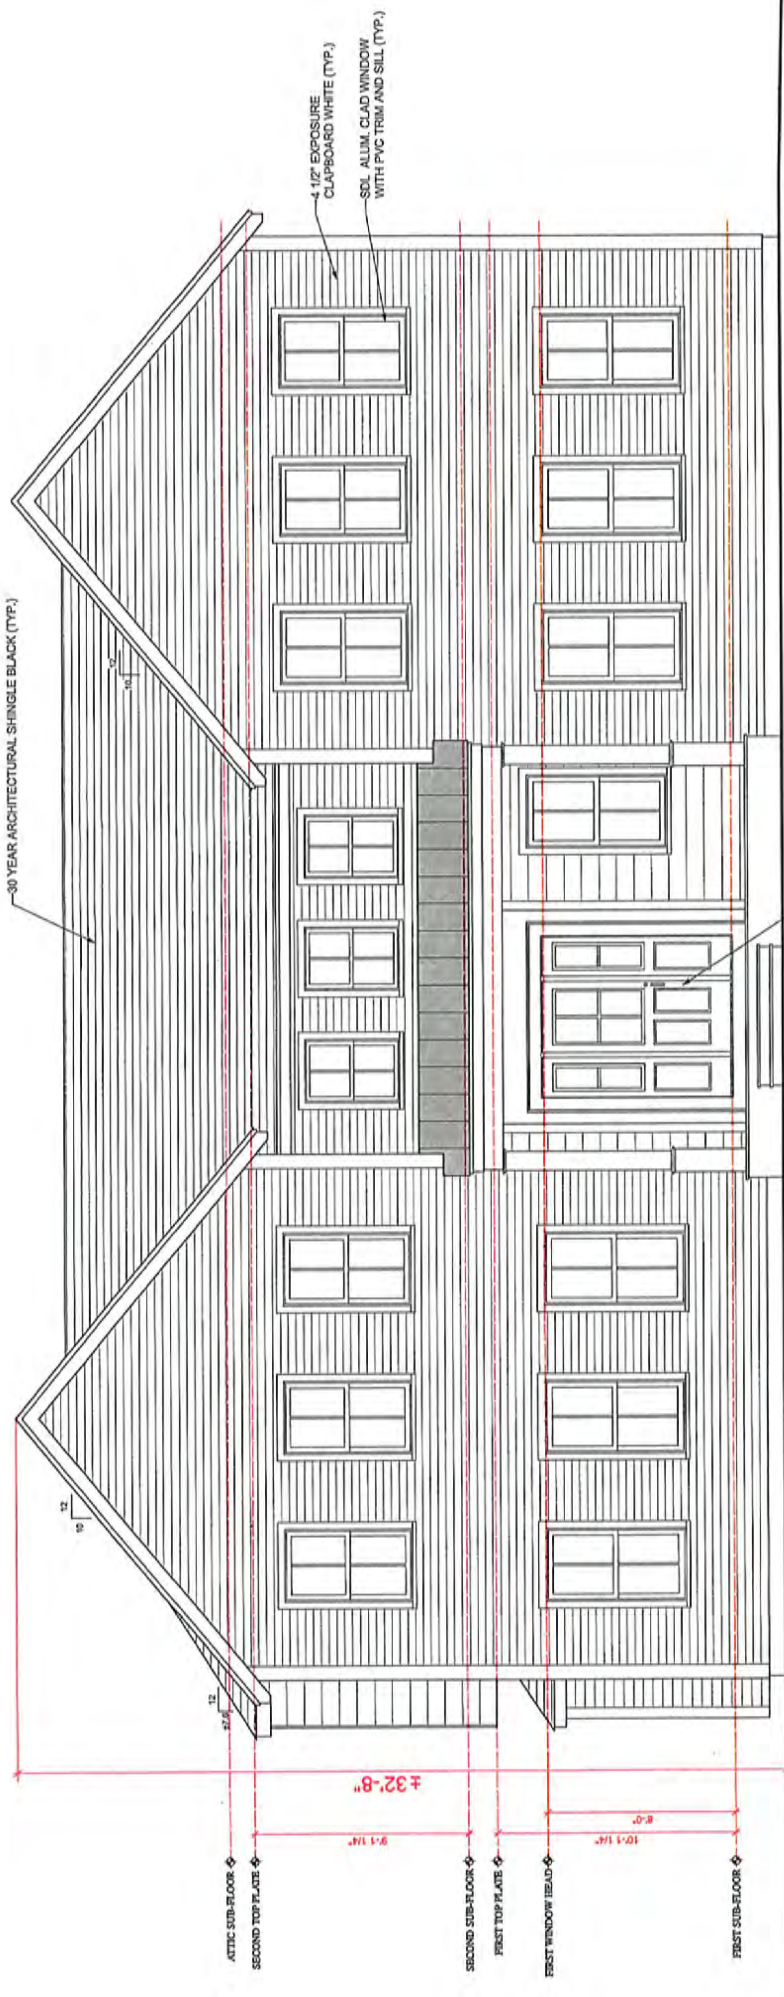 30 YEAR ARCHITECTURAL SHINGLE BLACK (TYP.)
4 1/2" EXPOSURE
CLAPBOARD WHITE (TYP.)
SDL ALUM. CLAD WINDOW
WITH PVC TRIM AND SILL (TYP.)
12
10
12
10
12
±7.0
±32'-8"
9'-1 1/4"
10'-1 1/4"
8'-0"
ATTIC SUB-FLOOR
SECOND TOP PLATE
SECOND SUB-FLOOR
FIRST TOP PLATE
FIRST WINDOW HEAD
FIRST SUB-FLOOR